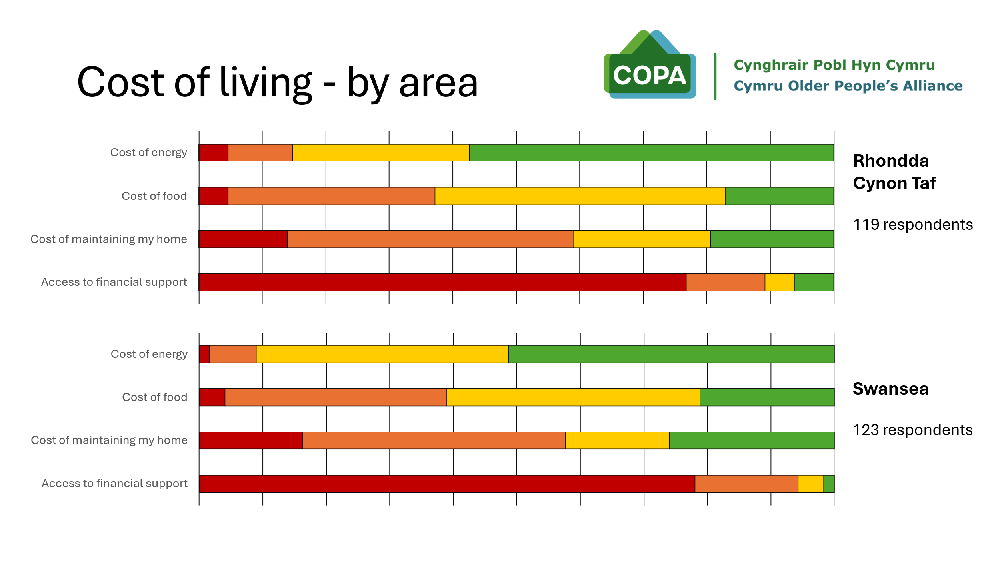 Cost of living - by area
COPA
Cynghrair Pobl Hyn Cymru
Cymru Older People’s Alliance
Cost of energy
Cost of food
Cost of maintaining my home
Access to financial support
Rhondda
Cynon Taf
119 respondents
Cost of energy
Cost of food
Cost of maintaining my home
Access to financial support
Swansea
123 respondents